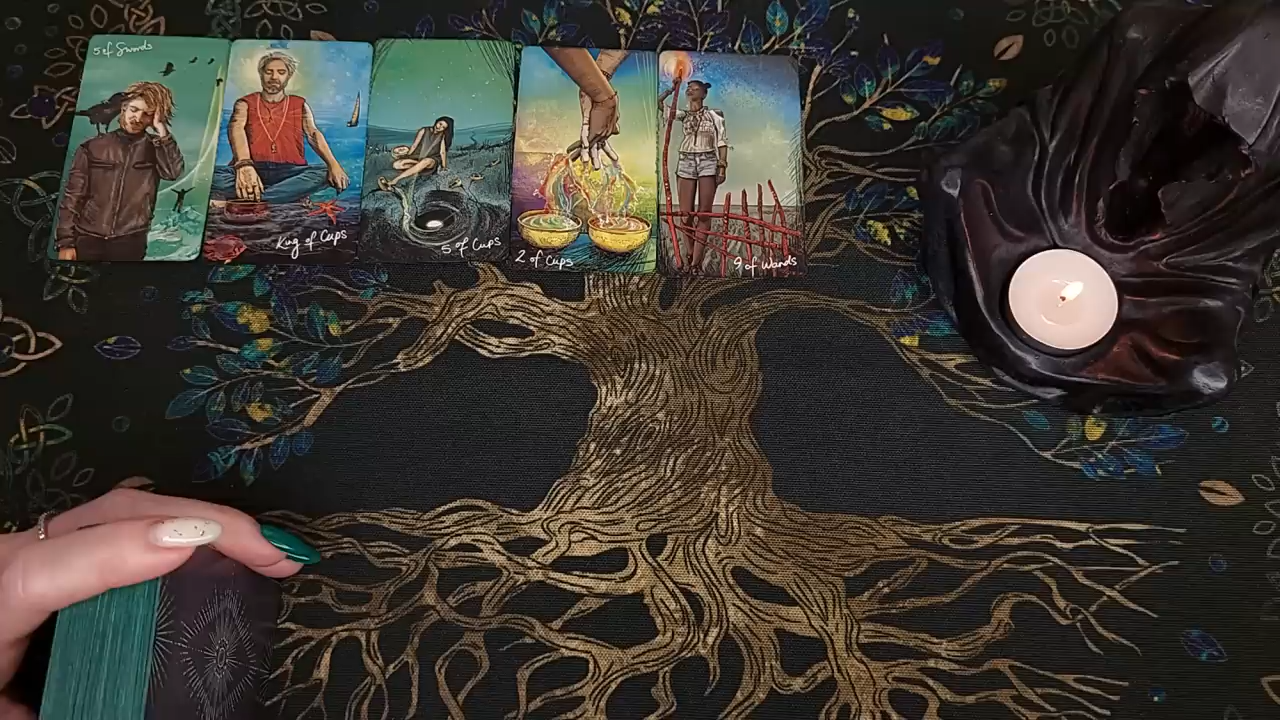 5 of Swords
King of Cups
5 of Cups
2 of Cups
9 of Wands